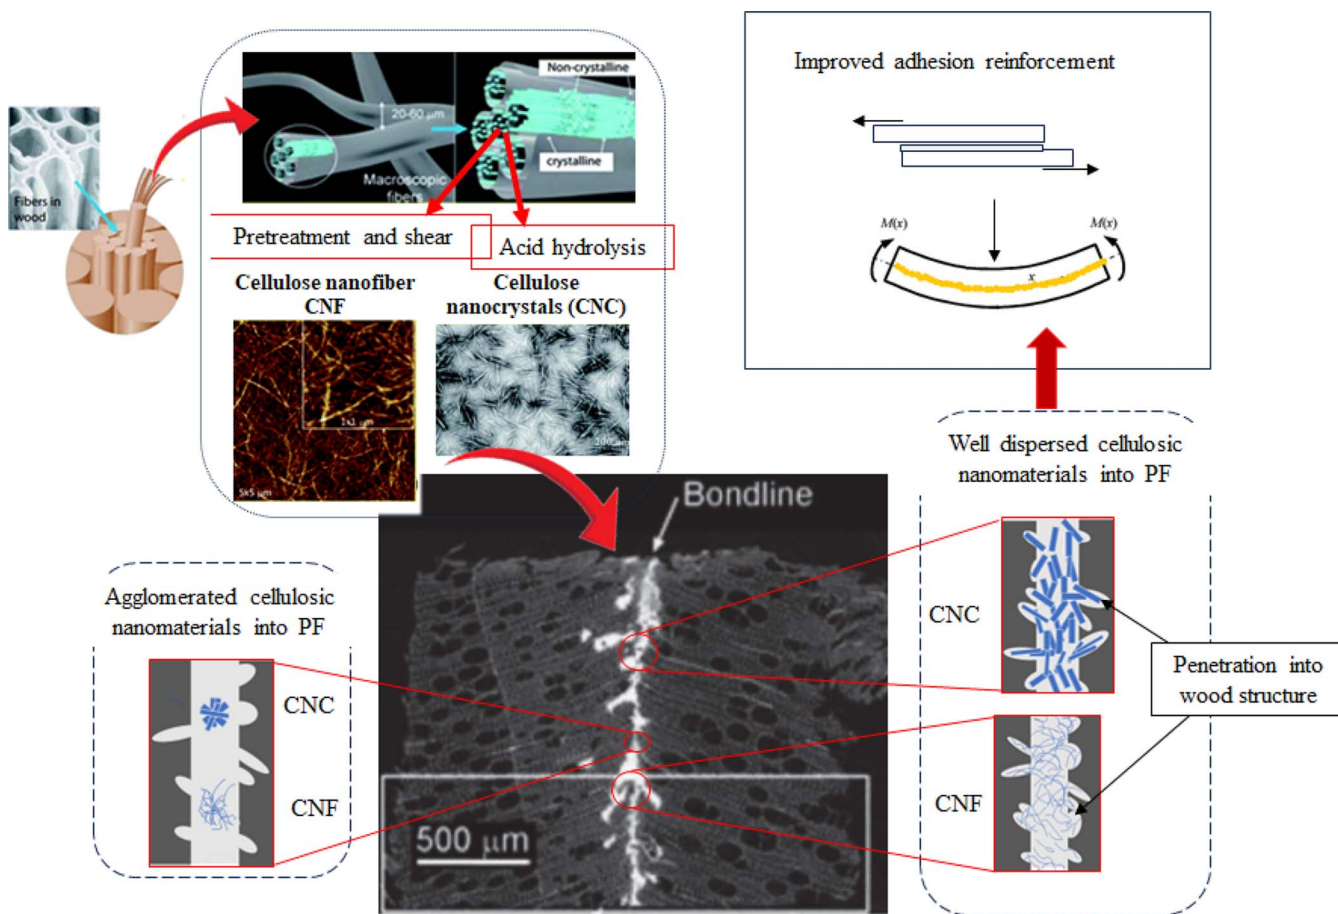 Fibers in
wood
20-60 μm
Macroscopic
fibers
Non-crystalline
crystalline
Pretreatment and shear
Acid hydrolysis
Cellulose nanofiber
CNF
Cellulose
nanocrystals (CNC)
1x1 μm
5x5 μm
Improved adhesion reinforcement
M(x)
M(x)
x
Well dispersed cellulosic
nanomaterials into PF
CNC
CNF
Penetration into
wood structure
Bondline
500 μm
Agglomerated cellulosic
nanomaterials into PF
CNC
CNF